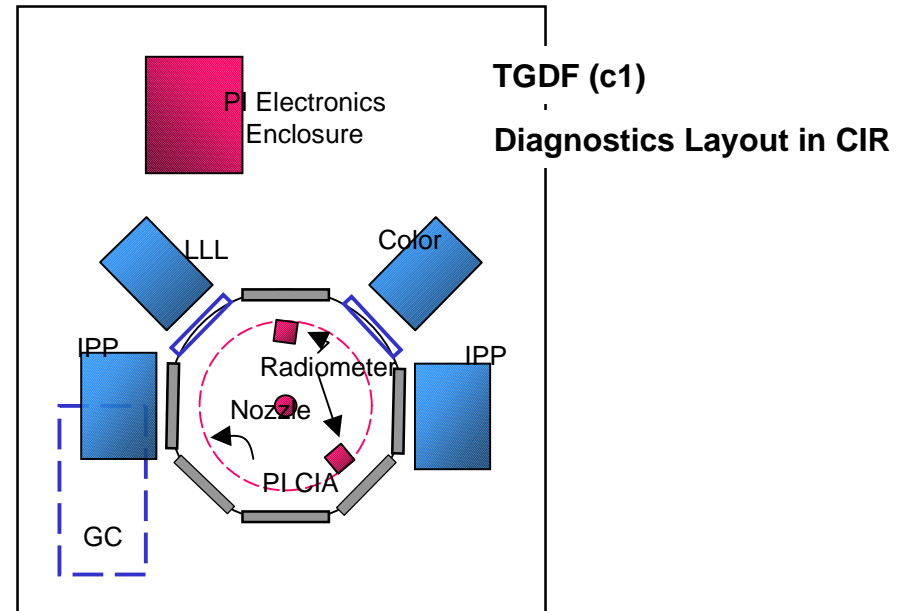 TGDF (c1)
Diagnostics Layout in CIR
PI Electronics
Enclosure
LLL
Color
IPP
IPP
Radiometer
Nozzle
PI CIA
GC